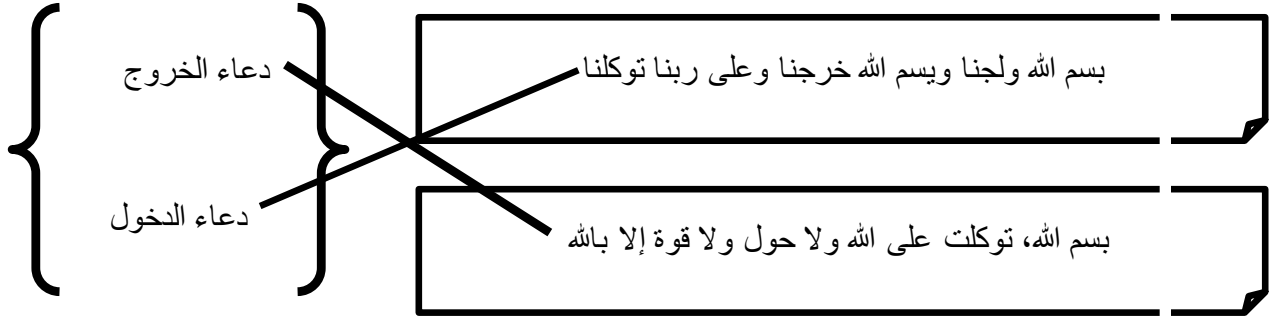 بسم الله ولجنا وبسم الله خرجنا وعلى ربنا توكلنا
دعاء الخروج
دعاء الدخول
بسم الله، توكلت على الله ولا حول ولا قوة إلا بالله